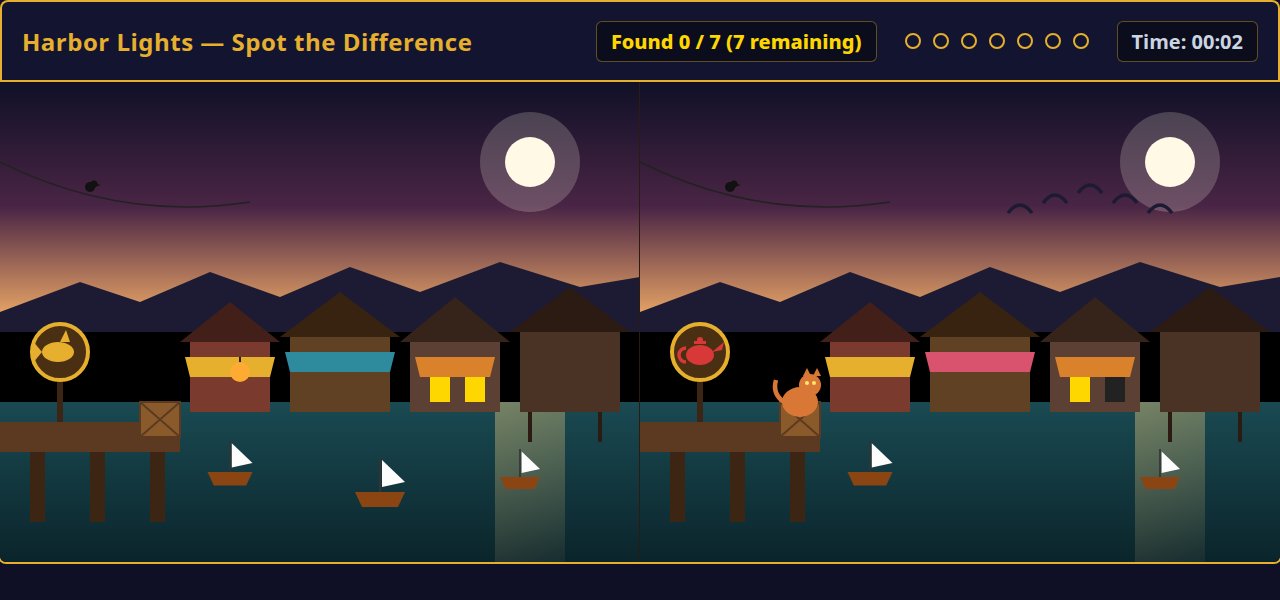 Harbor Lights — Spot the Difference
Found 0 / 7 (7 remaining)
Time: 00:02